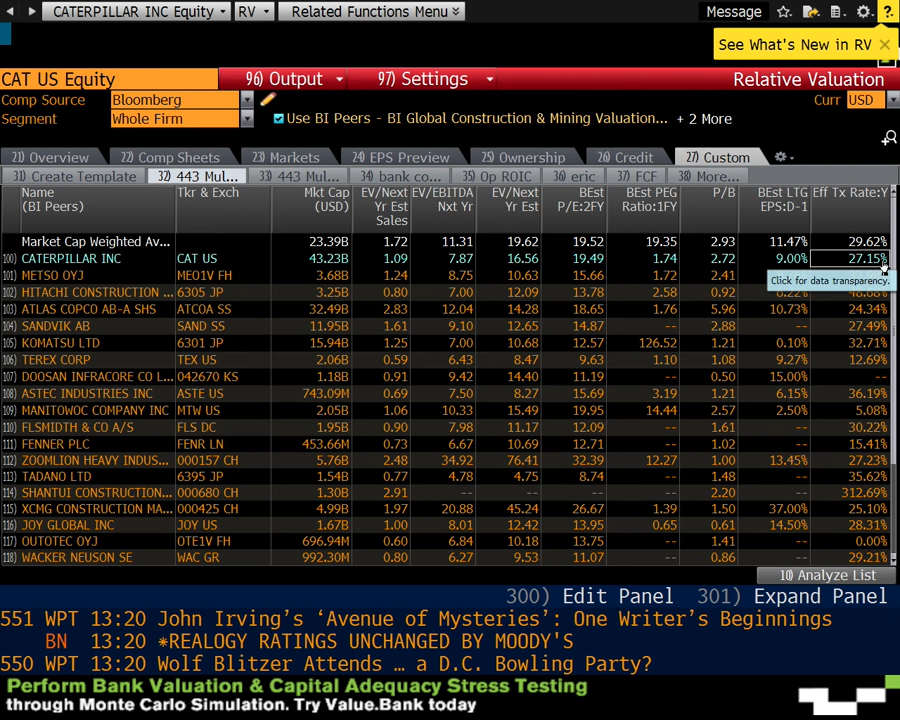 CATERPILLAR INC Equity RV Related Functions Menu Message
See What's New in RV
CAT US Equity 96) Output 97) Settings Relative Valuation
Comp Source Bloomberg Curr USD
Segment Whole Firm Use BI Peers - BI Global Construction & Mining Valuation... + 2 More
21) Overview 22) Comp Sheets 23) Markets 24) EPS Preview 25) Ownership 26) Credit 27) Custom
31) Create Template 32) 443 Mul... 33) 443 Mul... 34) bank co... 35) Op ROIC 36) eric 37) FCF 38) More...
Name Tkr & Exch Mkt Cap EV/Next EV/EBITDA EV/Next BEst BEst PEG P/B BEst LTG Eff Tx Rate:Y
(BI Peers) (USD) Yr Est Nxt Yr Yr Est P/E:2FY Ratio:1FY EPS:D-1
Sales
Market Cap Weighted Av... 23.39B 1.72 11.31 19.62 19.52 19.35 2.93 11.47% 29.62%
100) CATERPILLAR INC CAT US 43.23B 1.09 7.87 16.56 19.49 1.74 2.72 9.00% 27.15%
101) METSO OYJ MEO1V FH 3.68B 1.24 8.75 10.63 15.66 1.72 2.41
Click for data transparency.
102) HITACHI CONSTRUCTION ... 6305 JP 3.25B 0.80 7.00 12.09 13.78 2.58 0.92 6.22% 48.08%
103) ATLAS COPCO AB-A SHS ATCOA SS 32.49B 2.83 12.04 14.28 18.65 1.76 5.96 10.73% 24.34%
104) SANDVIK AB SAND SS 11.95B 1.61 9.10 12.65 14.87 -- 2.88 -- 27.49%
105) KOMATSU LTD 6301 JP 15.94B 1.25 7.00 10.68 12.57 126.52 1.21 0.10% 32.71%
106) TEREX CORP TEX US 2.06B 0.59 6.43 8.47 9.63 1.10 1.08 9.27% 12.69%
107) DOOSAN INFRACORE CO L... 042670 KS 1.18B 0.91 9.42 14.40 11.19 -- 0.50 15.00% --
108) ASTEC INDUSTRIES INC ASTE US 743.09M 0.69 7.50 8.27 15.69 3.19 1.21 6.15% 36.19%
109) MANITOWOC COMPANY INC MTW US 2.05B 1.06 10.33 15.49 19.95 14.44 2.57 2.50% 5.08%
110) FLSMIDTH & CO A/S FLS DC 1.95B 0.90 7.98 11.17 12.09 -- 1.61 -- 30.22%
111) FENNER PLC FENR LN 453.66M 0.73 6.67 10.69 12.71 -- 1.02 -- 15.41%
112) ZOOMLION HEAVY INDUS... 000157 CH 5.76B 2.48 34.92 76.41 32.39 12.27 1.00 13.45% 27.23%
113) TADANO LTD 6395 JP 1.54B 0.77 4.78 4.75 8.74 -- 1.48 -- 35.62%
114) SHANTUI CONSTRUCTION... 000680 CH 1.30B 2.91 -- -- -- -- 2.20 -- 312.69%
115) XCMG CONSTRUCTION MA... 000425 CH 4.99B 1.97 20.88 45.24 26.67 1.39 1.50 37.00% 25.10%
116) JOY GLOBAL INC JOY US 1.67B 1.00 8.01 12.42 13.95 0.65 0.61 14.50% 28.31%
117) OUTOTEC OYJ OTE1V FH 696.94M 0.60 6.84 10.18 13.75 -- 1.41 -- 0.00%
118) WACKER NEUSON SE WAC GR 992.30M 0.80 6.27 9.53 11.07 -- 0.86 -- 29.21%
10) Analyze List
300) Edit Panel 301) Expand Panel
551 WPT 13:20 John Irving's ‘Avenue of Mysteries’: One Writer's Beginnings
BN 13:20 *REALOGY RATINGS UNCHANGED BY MOODY'S
550 WPT 13:20 Wolf Blitzer Attends … a D.C. Bowling Party?
Perform Bank Valuation & Capital Adequacy Stress Testing
through Monte Carlo Simulation. Try Value.Bank today